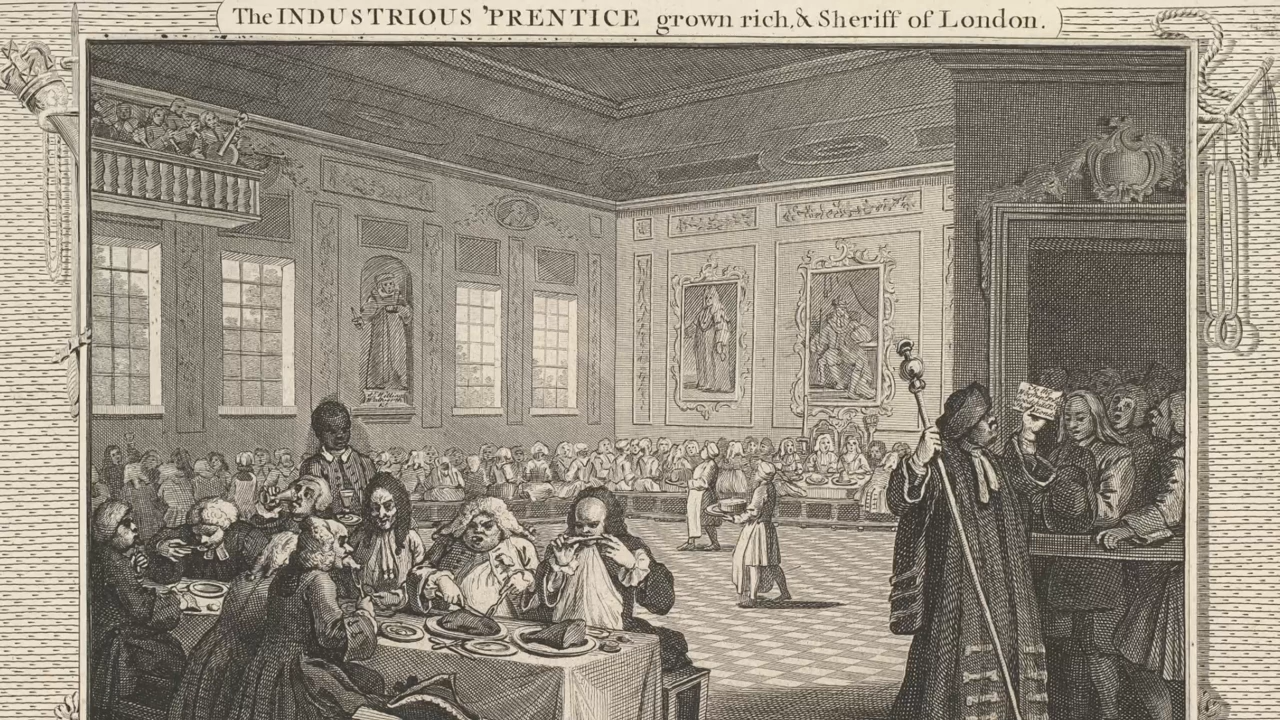 The INDUSTRIOUS 'PRENTICE grown rich, & Sheriff of London.